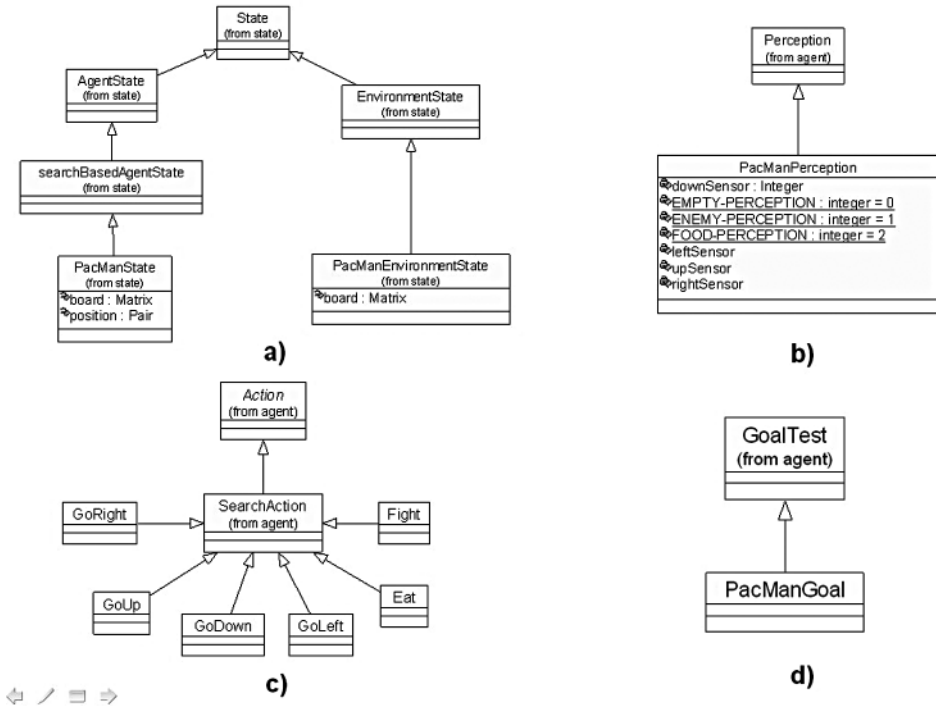 State
(from state)
AgentState
(from state)
EnvironmentState
(from state)
searchBasedAgentState
(from state)
PacManState
(from state)
board : Matrix
position : Pair
PacManEnvironmentState
(from state)
board : Matrix
a)
Perception
(from agent)
PacManPerception
downSensor : Integer
EMPTY-PERCEPTION : integer = 0
ENEMY-PERCEPTION : integer = 1
FOOD-PERCEPTION : integer = 2
leftSensor
upSensor
rightSensor
b)
Action
(from agent)
SearchAction
(from agent)
GoRight
Fight
GoUp
GoDown
GoLeft
Eat
c)
GoalTest
(from agent)
PacManGoal
d)